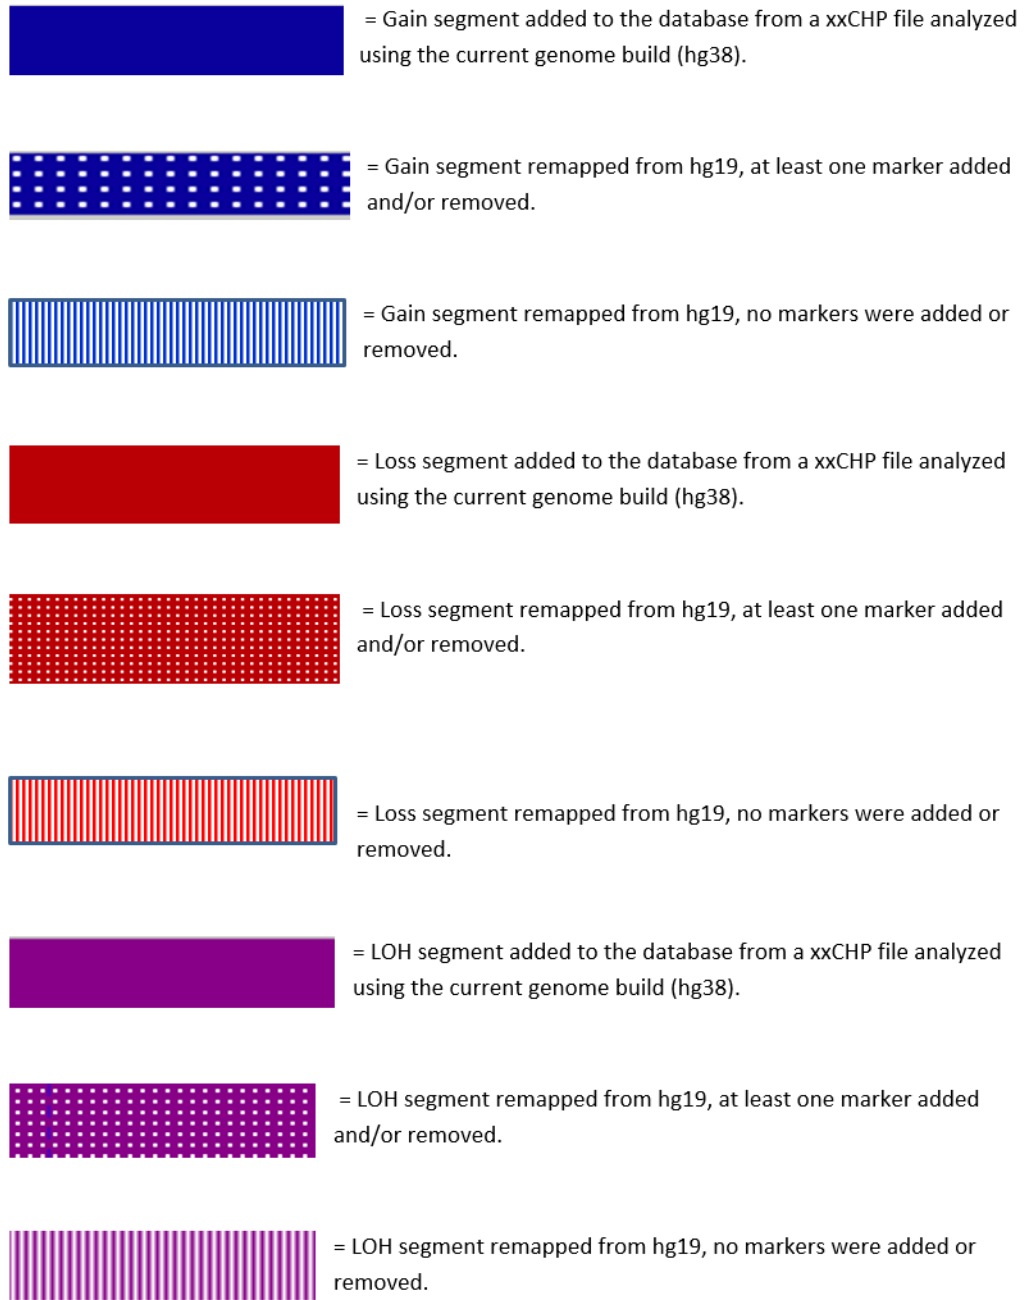 = Gain segment added to the database from a xxCHP file analyzed
using the current genome build (hg38).
= Gain segment remapped from hg19, at least one marker added
and/or removed.
= Gain segment remapped from hg19, no markers were added or
removed.
= Loss segment added to the database from a xxCHP file analyzed
using the current genome build (hg38).
= Loss segment remapped from hg19, at least one marker added
and/or removed.
= Loss segment remapped from hg19, no markers were added or
removed.
= LOH segment added to the database from a xxCHP file analyzed
using the current genome build (hg38).
= LOH segment remapped from hg19, at least one marker added
and/or removed.
= LOH segment remapped from hg19, no markers were added or
removed.